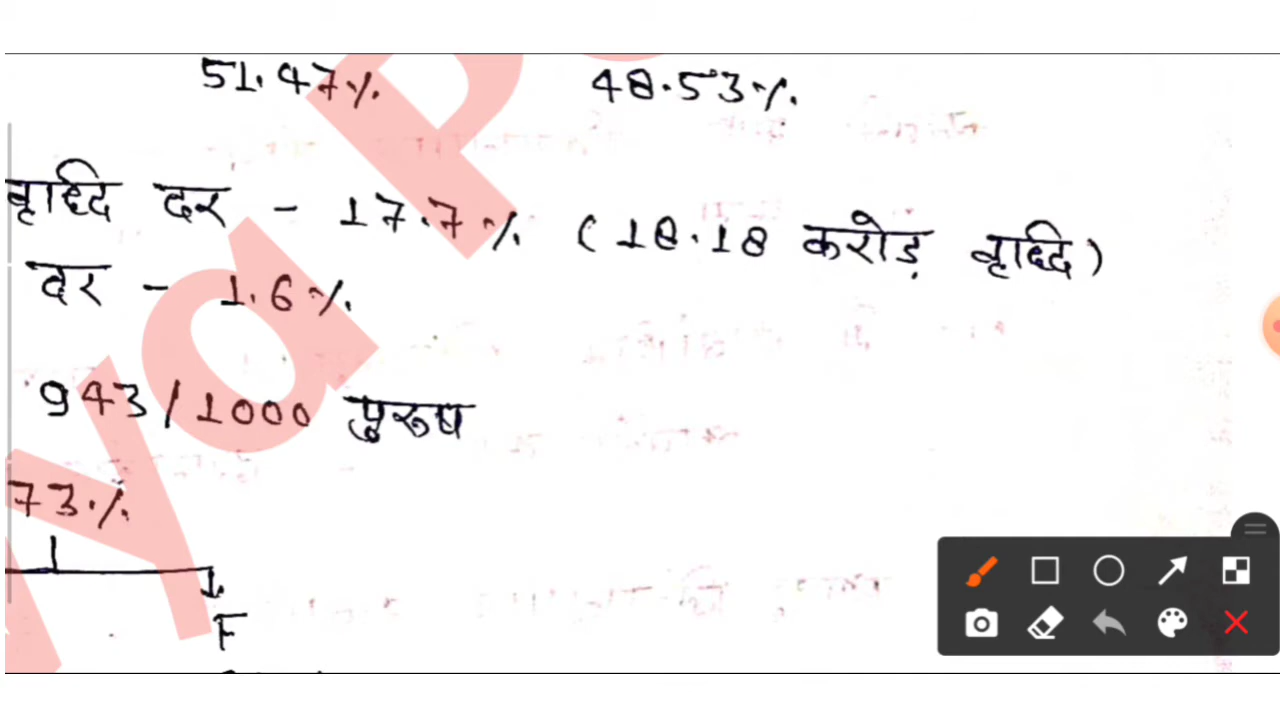 51.47% 48.53%
वृध्दि दर - 17.7% (18.18 करोड़ वृध्दि)
दर - 1.6%
943/1000 पुरुष
73%
F